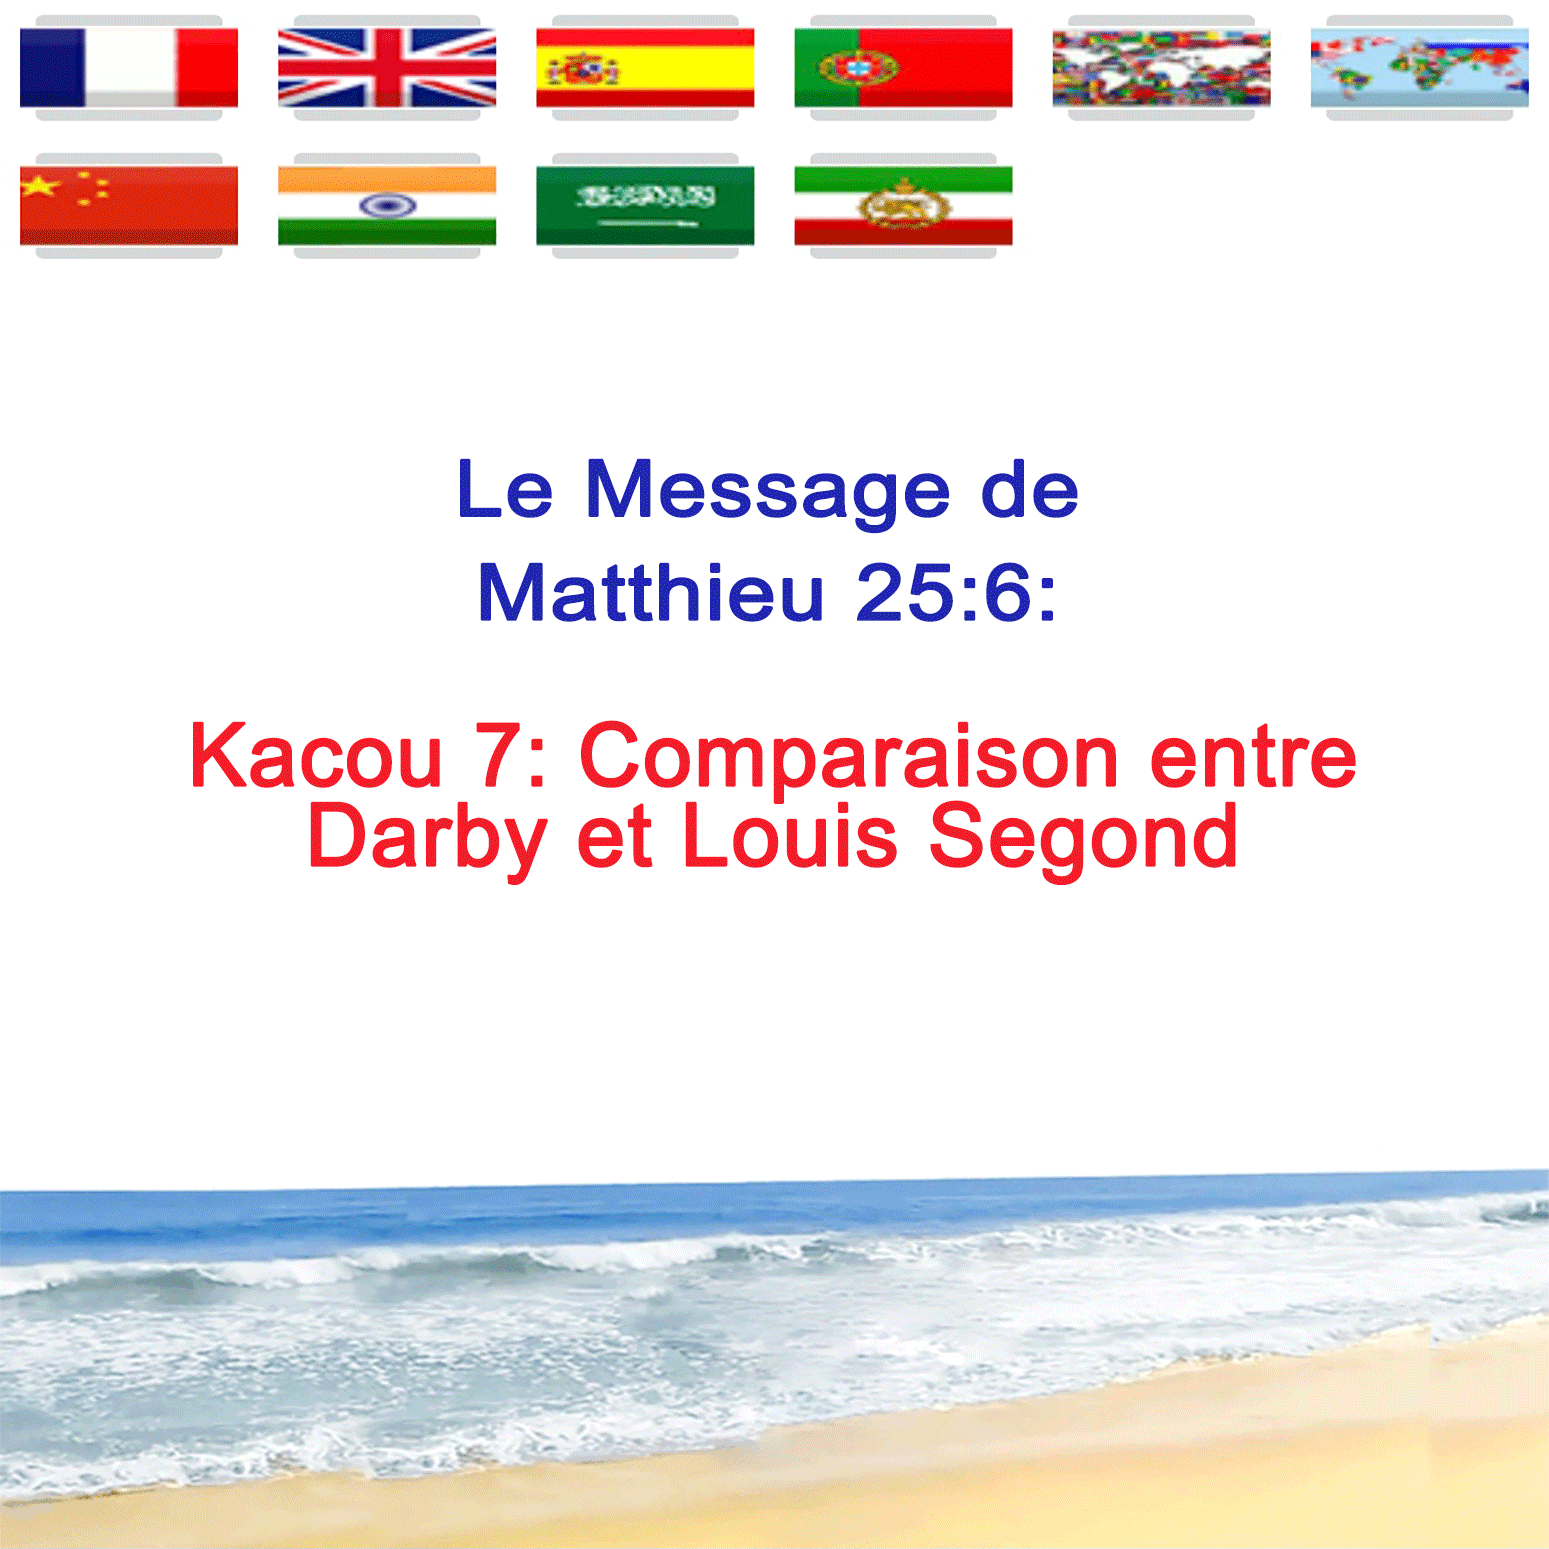 Le Message de
Matthieu 25:6:
Kacou 7: Comparaison entre
Darby et Louis Segond